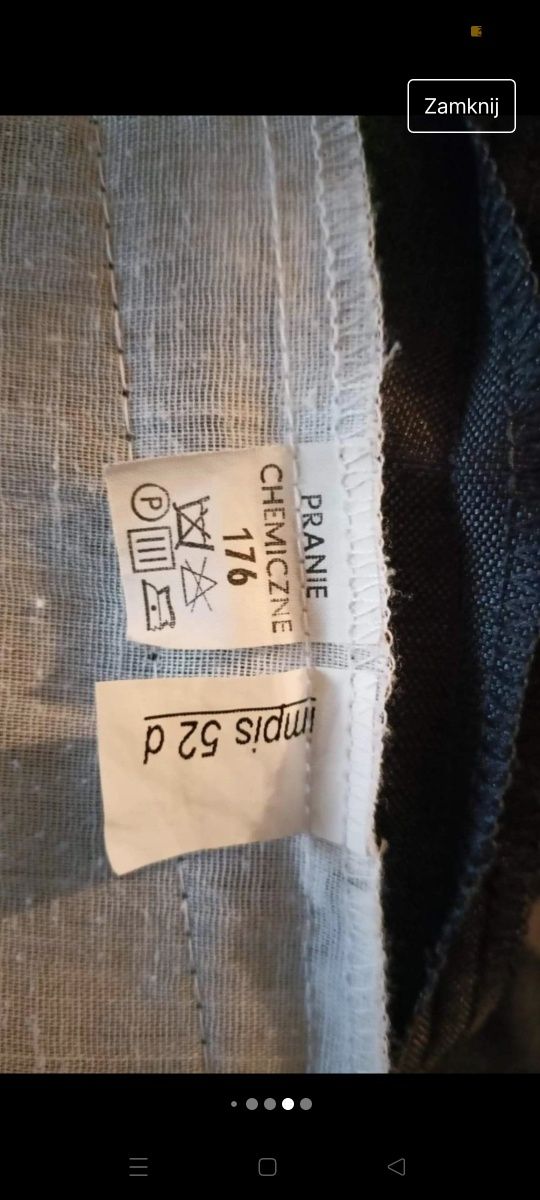 Zamknij
PRANIE
CHEMICZNE
176
P
impis 52 d